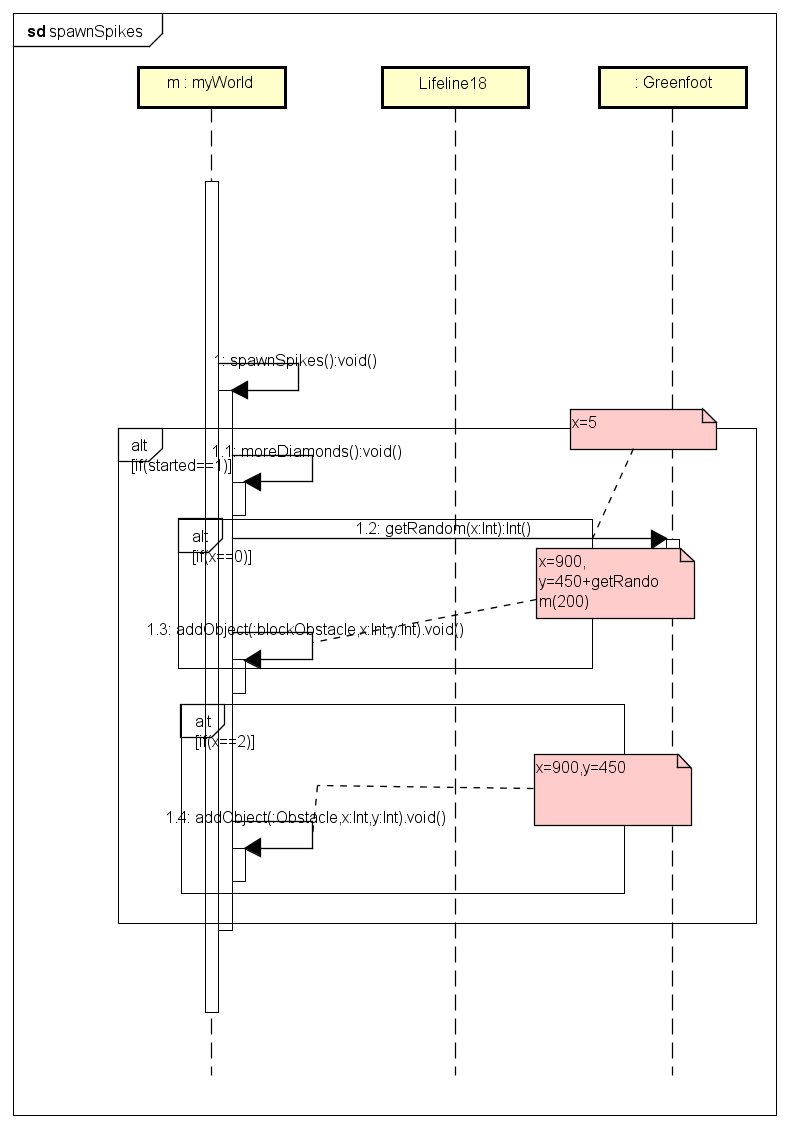 sd spawnSpikes
m : myWorld
Lifeline18
: Greenfoot
1: spawnSpikes():void()
x=5
alt
[if(started==1)]
1.1: moreDiamonds():void()
1.2: getRandom(x:Int):Int()
alt
[if(x==0)]
x=900,
y=450+getRando
m(200)
1.3: addObject(:blockObstacle,x:Int,y:Int):void()
alt
[if(x==2)]
x=900,y=450
1.4: addObject(:Obstacle,x:Int,y:Int):void()